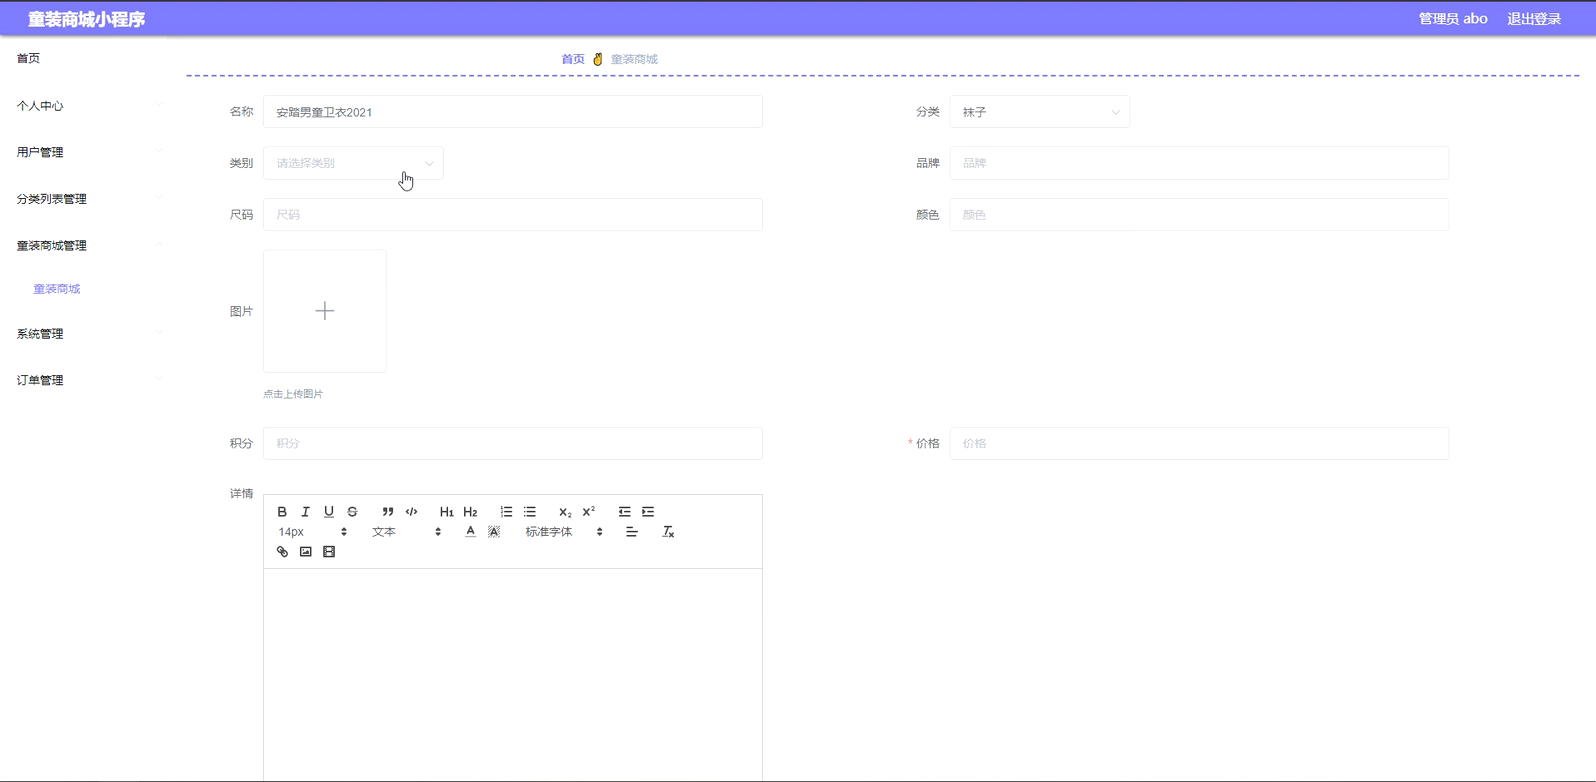 童装商城小程序
管理员 abo 退出登录
首页
个人中心
用户管理
分类列表管理
童装商城管理
童装商城
系统管理
订单管理
首页 童装商城
名称 安踏男童卫衣2021
分类 袜子
类别 请选择类别
品牌 品牌
尺码 尺码
颜色 颜色
图片
点击上传图片
积分 积分
* 价格 价格
详情
B I U S H1 H2 X2 X2
14px 文本 A A 标准字体 Tx